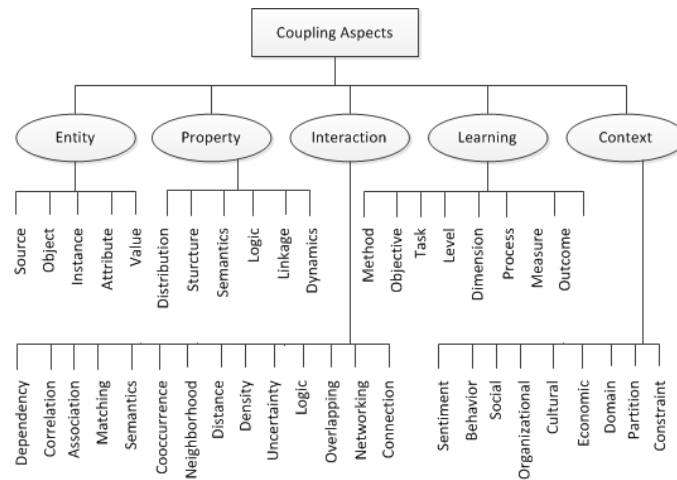 Coupling Aspects
Entity
Property
Interaction
Learning
Context
Source
Object
Instance
Attribute
Value
Distribution
Sturcture
Semantics
Logic
Linkage
Dynamics
Method
Objective
Task
Level
Dimension
Process
Measure
Outcome
Dependency
Correlation
Association
Matching
Semantics
Cooccurrence
Neighborhood
Distance
Density
Uncertainty
Logic
Overlapping
Networking
Connection
Sentiment
Behavior
Social
Organizational
Cultural
Economic
Domain
Partition
Constraint